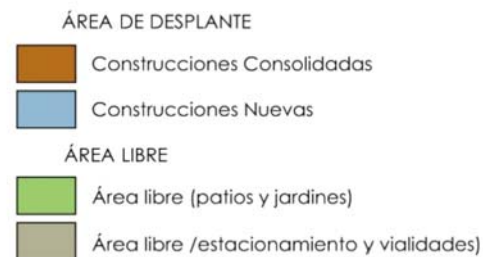 ÁREA DE DESPLANTE
Construcciones Consolidadas
Construcciones Nuevas
ÁREA LIBRE
Área libre (patios y jardines)
Área libre /estacionamiento y vialidades)